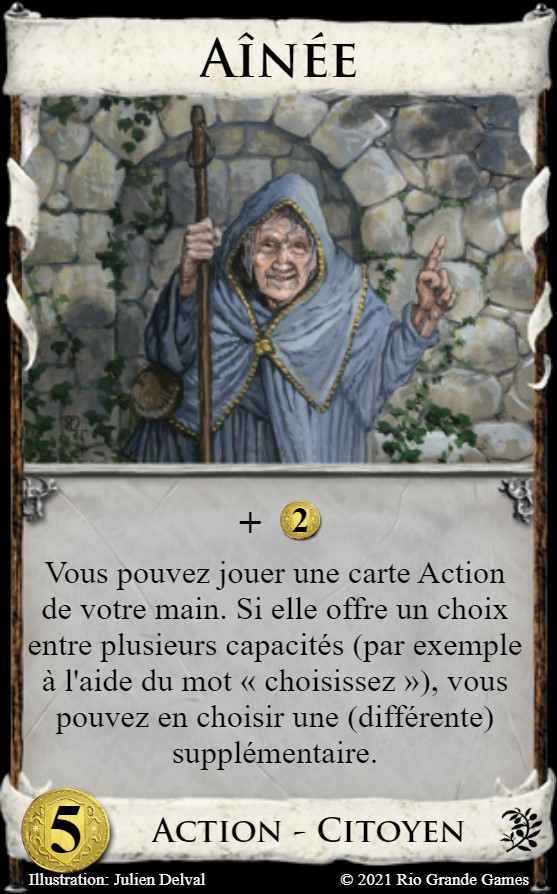 AÎNÉE
+ 2
Vous pouvez jouer une carte Action
de votre main. Si elle offre un choix
entre plusieurs capacités (par exemple
à l'aide du mot « choisissez »), vous
pouvez en choisir une (différente)
supplémentaire.
5 ACTION - CITOYEN
Illustration: Julien Delval © 2021 Rio Grande Games